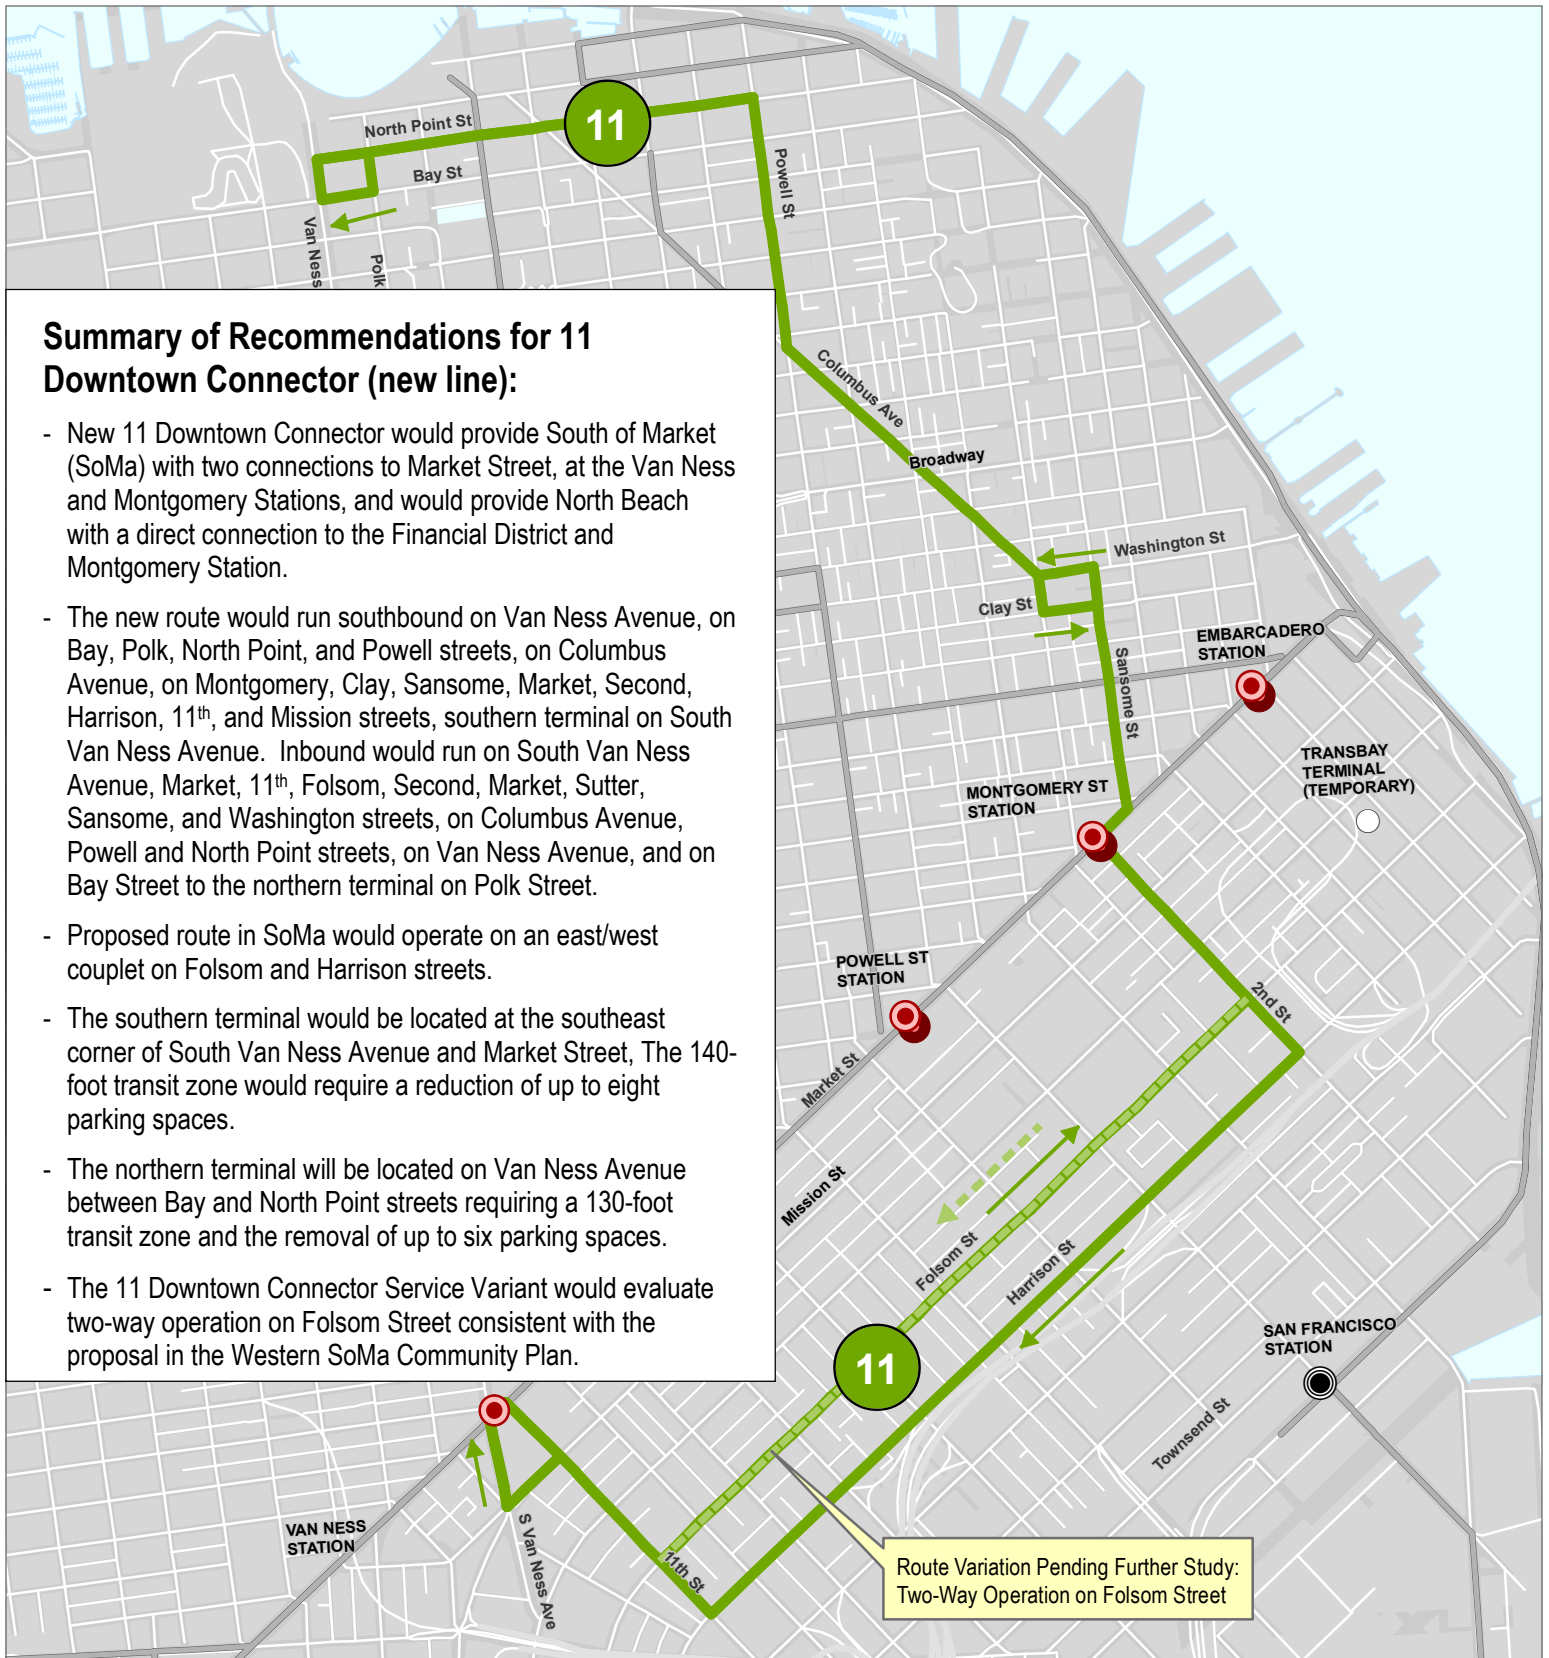 11
North Point St
Bay St
Van Ness
Polk
Powell St
Summary of Recommendations for 11
Downtown Connector (new line):
- New 11 Downtown Connector would provide South of Market
(SoMa) with two connections to Market Street, at the Van Ness
and Montgomery Stations, and would provide North Beach
with a direct connection to the Financial District and
Montgomery Station.
- The new route would run southbound on Van Ness Avenue, on
Bay, Polk, North Point, and Powell streets, on Columbus
Avenue, on Montgomery, Clay, Sansome, Market, Second,
Harrison, 11th, and Mission streets, southern terminal on South
Van Ness Avenue.  Inbound would run on South Van Ness
Avenue, Market, 11th, Folsom, Second, Market, Sutter,
Sansome, and Washington streets, on Columbus Avenue,
Powell and North Point streets, on Van Ness Avenue, and on
Bay Street to the northern terminal on Polk Street.
- Proposed route in SoMa would operate on an east/west
couplet on Folsom and Harrison streets.
- The southern terminal would be located at the southeast
corner of South Van Ness Avenue and Market Street, The 140-
foot transit zone would require a reduction of up to eight
parking spaces.
- The northern terminal will be located on Van Ness Avenue
between Bay and North Point streets requiring a 130-foot
transit zone and the removal of up to six parking spaces.
- The 11 Downtown Connector Service Variant would evaluate
two-way operation on Folsom Street consistent with the
proposal in the Western SoMa Community Plan.
Columbus Ave
Broadway
Washington St
Clay St
EMBARCADERO
STATION
Sansome St
TRANSBAY
TERMINAL
(TEMPORARY)
MONTGOMERY ST
STATION
POWELL ST
STATION
2nd St
Market St
Mission St
Folsom St
Harrison St
SAN FRANCISCO
STATION
11
Townsend St
VAN NESS
STATION
S Van Ness Ave
11th St
Route Variation Pending Further Study:
Two-Way Operation on Folsom Street